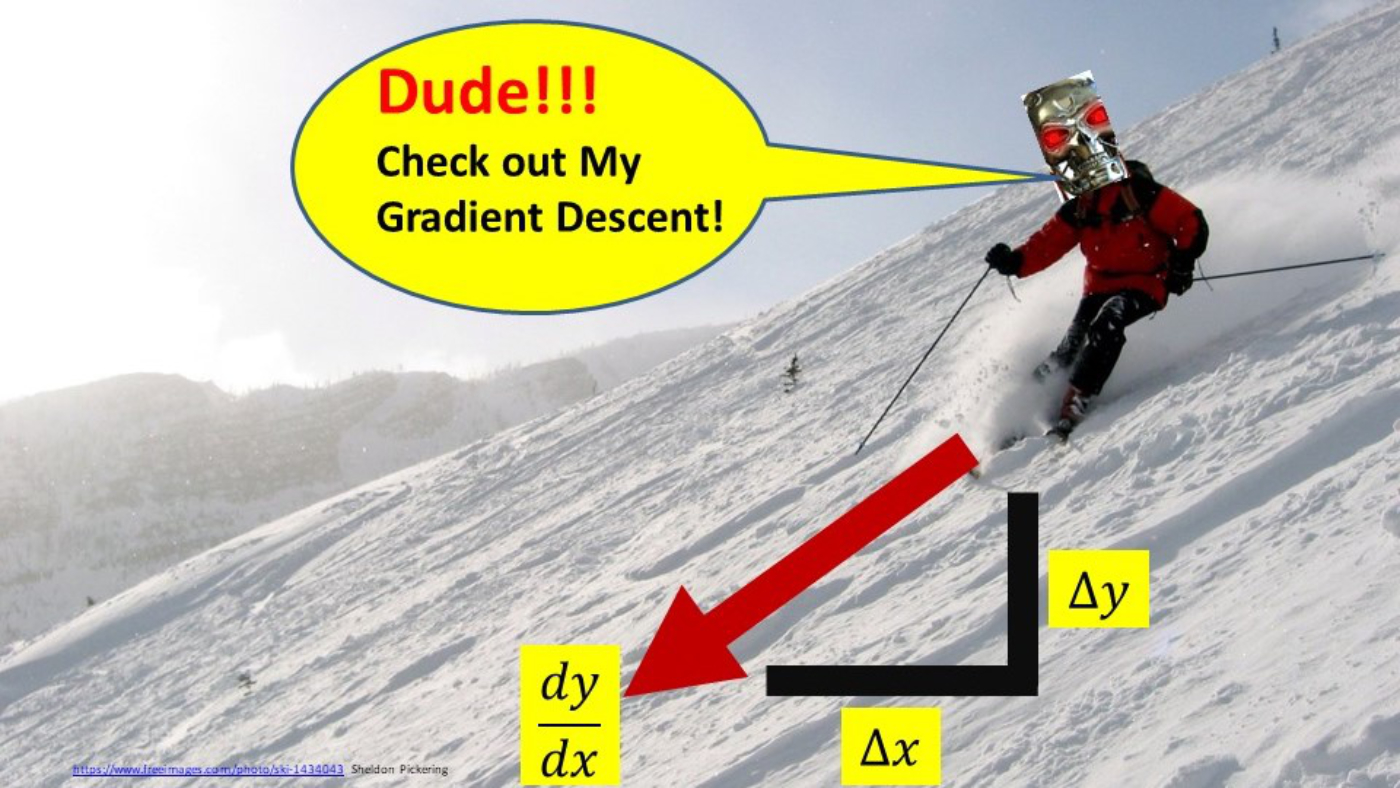 Dude!!!
Check out My
Gradient Descent!
Δy
dy
dx
Δx
https://www.freeimages.com/photo/ski-1434043 Sheldon Pickering